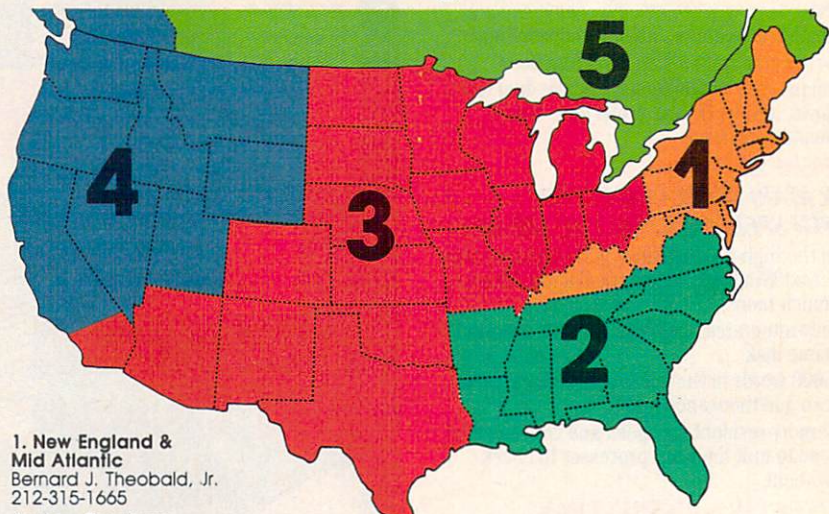 5
4
3
1
2
1. New England &
Mid Atlantic
Bernard J. Theobald, Jr.
212-315-1665